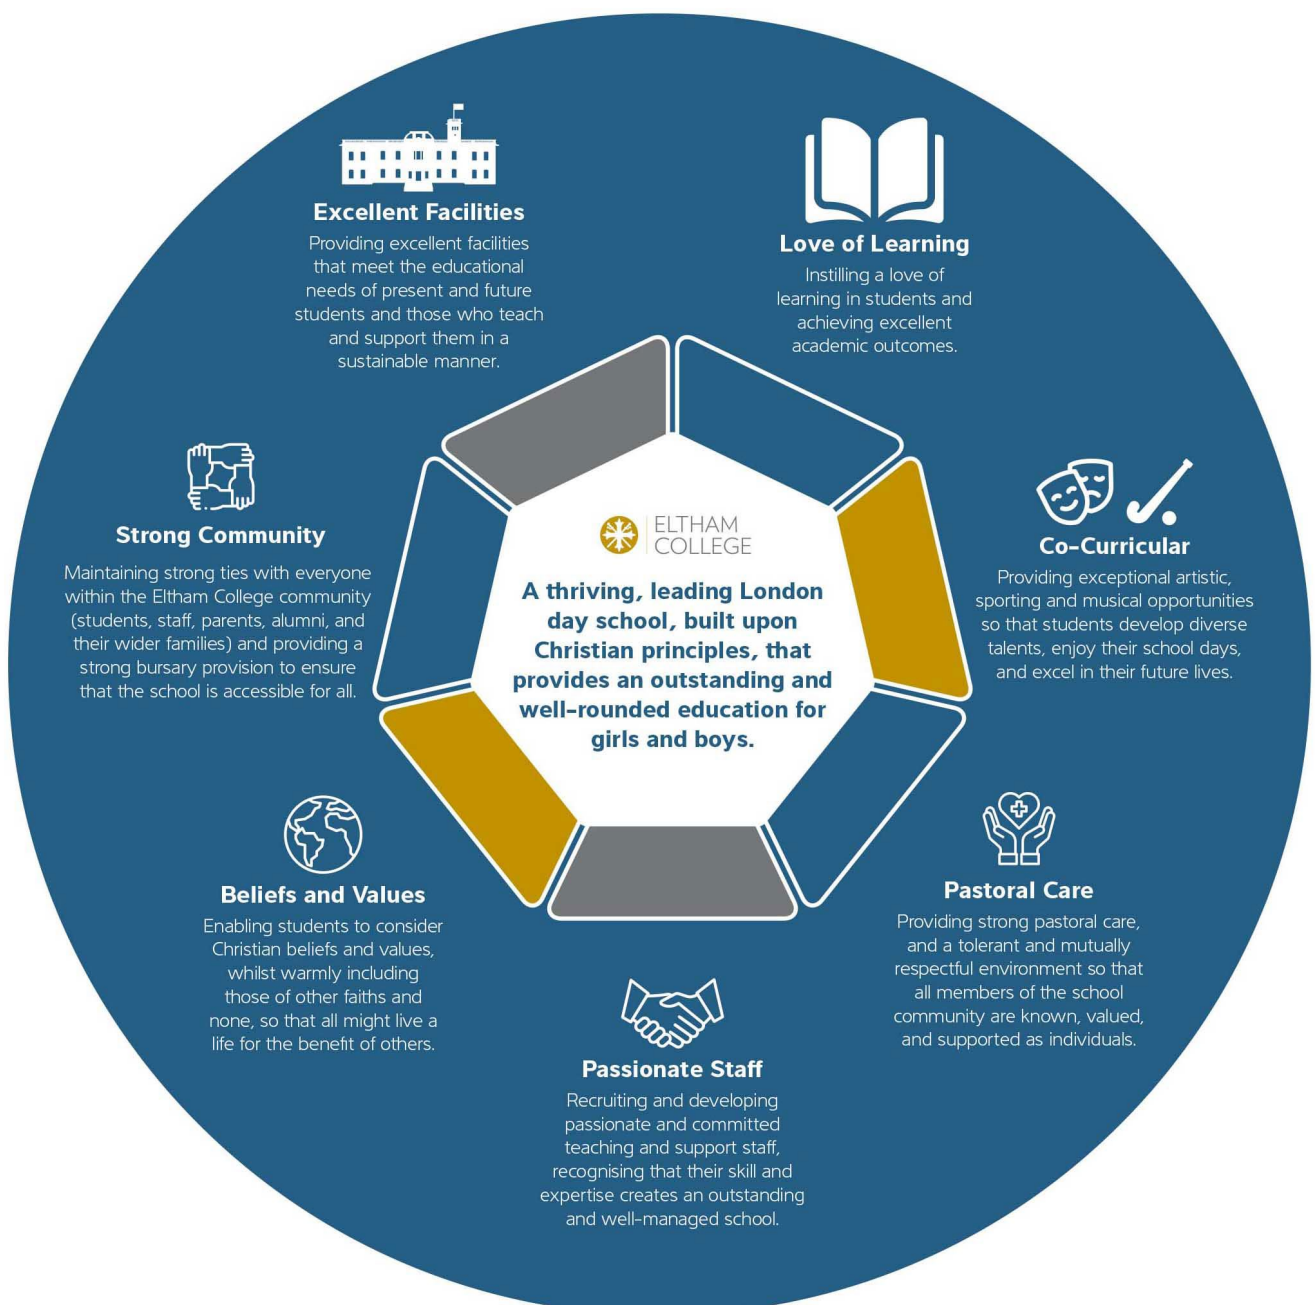 Excellent Facilities
Providing excellent facilities
that meet the educational
needs of present and future
students and those who teach
and support them in a
sustainable manner.
Love of Learning
Instilling a love of
learning in students and
achieving excellent
academic outcomes.
Strong Community
Maintaining strong ties with everyone
within the Eltham College community
(students, staff, parents, alumni, and
their wider families) and providing a
strong bursary provision to ensure
that the school is accessible for all.
ELTHAM
COLLEGE
A thriving, leading London
day school, built upon
Christian principles, that
provides an outstanding and
well-rounded education for
girls and boys.
Co-Curricular
Providing exceptional artistic,
sporting and musical opportunities
so that students develop diverse
talents, enjoy their school days,
and excel in their future lives.
Beliefs and Values
Enabling students to consider
Christian beliefs and values,
whilst warmly including
those of other faiths and
none, so that all might live a
life for the benefit of others.
Pastoral Care
Providing strong pastoral care,
and a tolerant and mutually
respectful environment so that
all members of the school
community are known, valued,
and supported as individuals.
Passionate Staff
Recruiting and developing
passionate and committed
teaching and support staff,
recognising that their skill and
expertise creates an outstanding
and well-managed school.